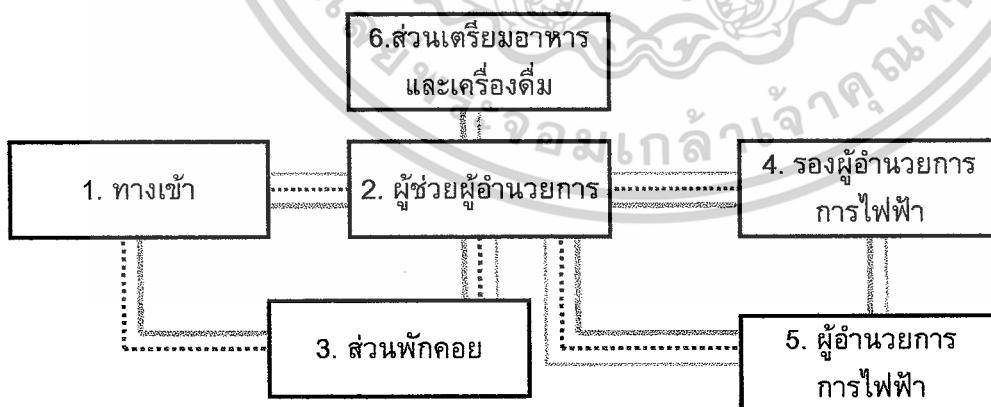 6.ส่วนเตรียมอาหาร
และเครื่องดื่ม
1. ทางเข้า
2. ผู้ช่วยผู้อำนวยการ
4. รองผู้อำนวยการ
การไฟฟ้า
3. ส่วนพักคอย
5. ผู้อำนวยการ
การไฟฟ้า